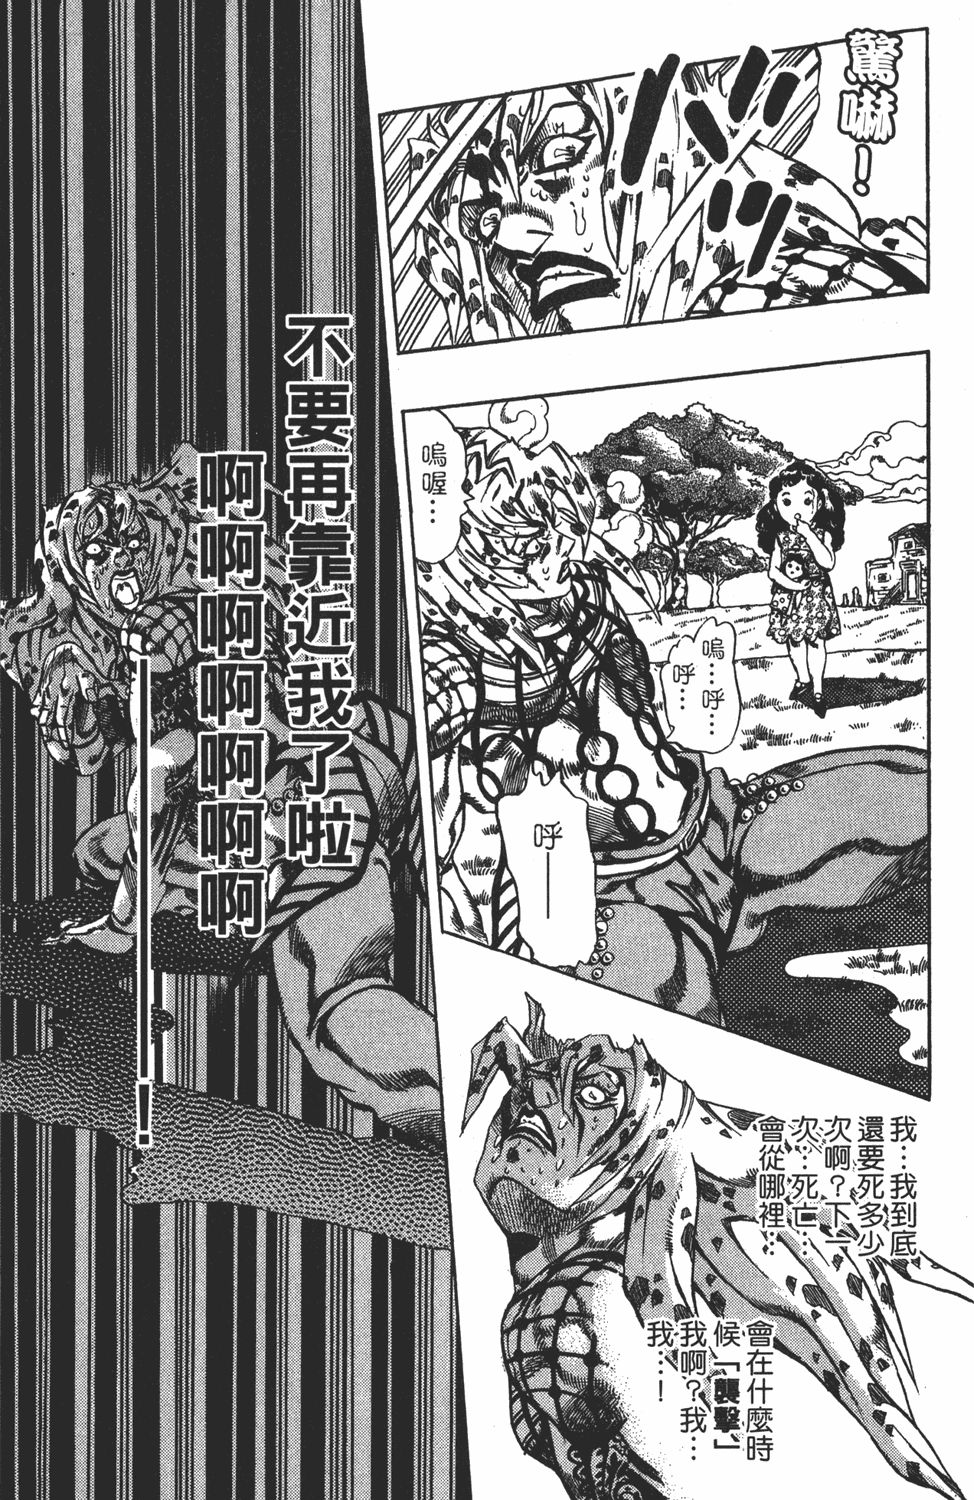 驚嚇！
嗚喔…
嗚…呼…
呼…
呼——
我…我到底
還要死多少
次啊？下一
次…死亡…
會從哪裡…
會在什麼時
候「襲擊」
我啊？我…
我…！
不要再靠近我了啦
啊啊啊啊啊啊啊
——！